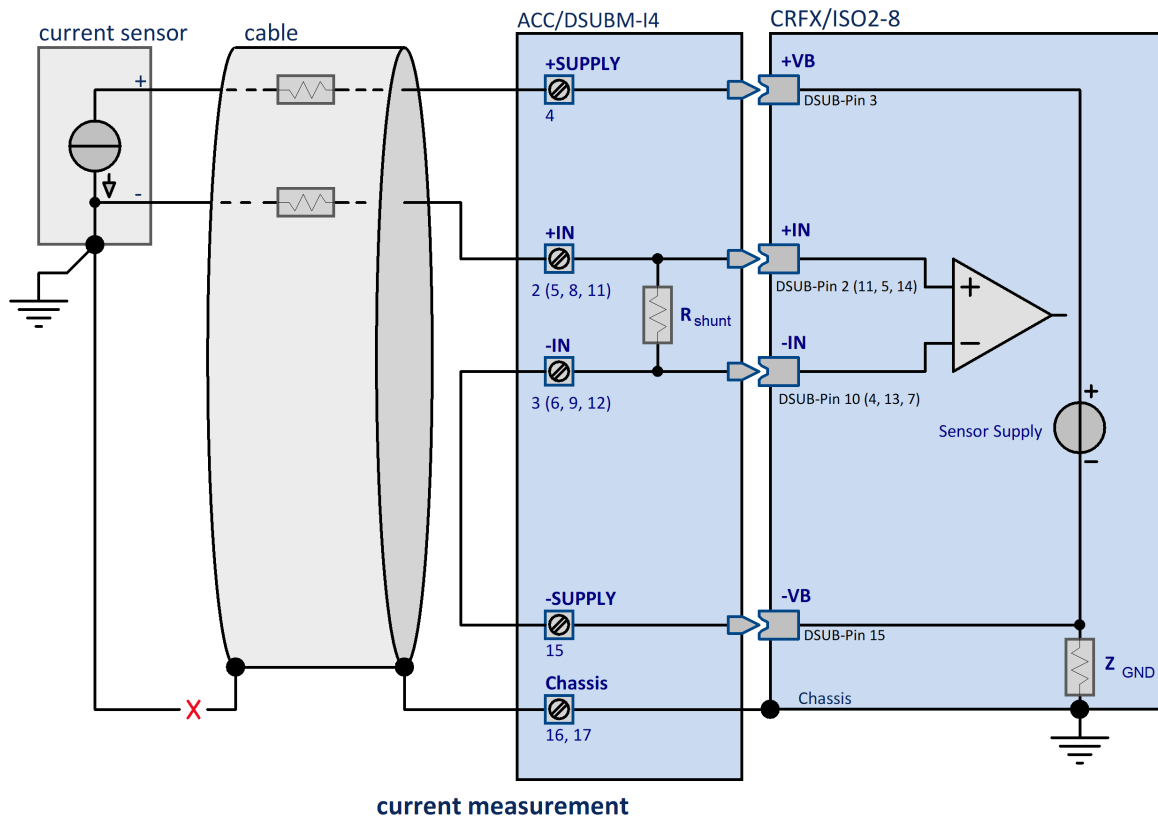 ACC/DSUBM-I4
CRFX/ISO2-8
current sensor
cable
+SUPPLY
+VB
+
DSUB-Pin 3
4
-
+IN
+IN
2 (5, 8, 11)
DSUB-Pin 2 (11, 5, 14)
+
R shunt
-IN
-IN
−
3 (6, 9, 12)
DSUB-Pin 10 (4, 13, 7)
+
Sensor Supply
−
-SUPPLY
-VB
15
DSUB-Pin 15
Z GND
Chassis
Chassis
X
16, 17
current measurement